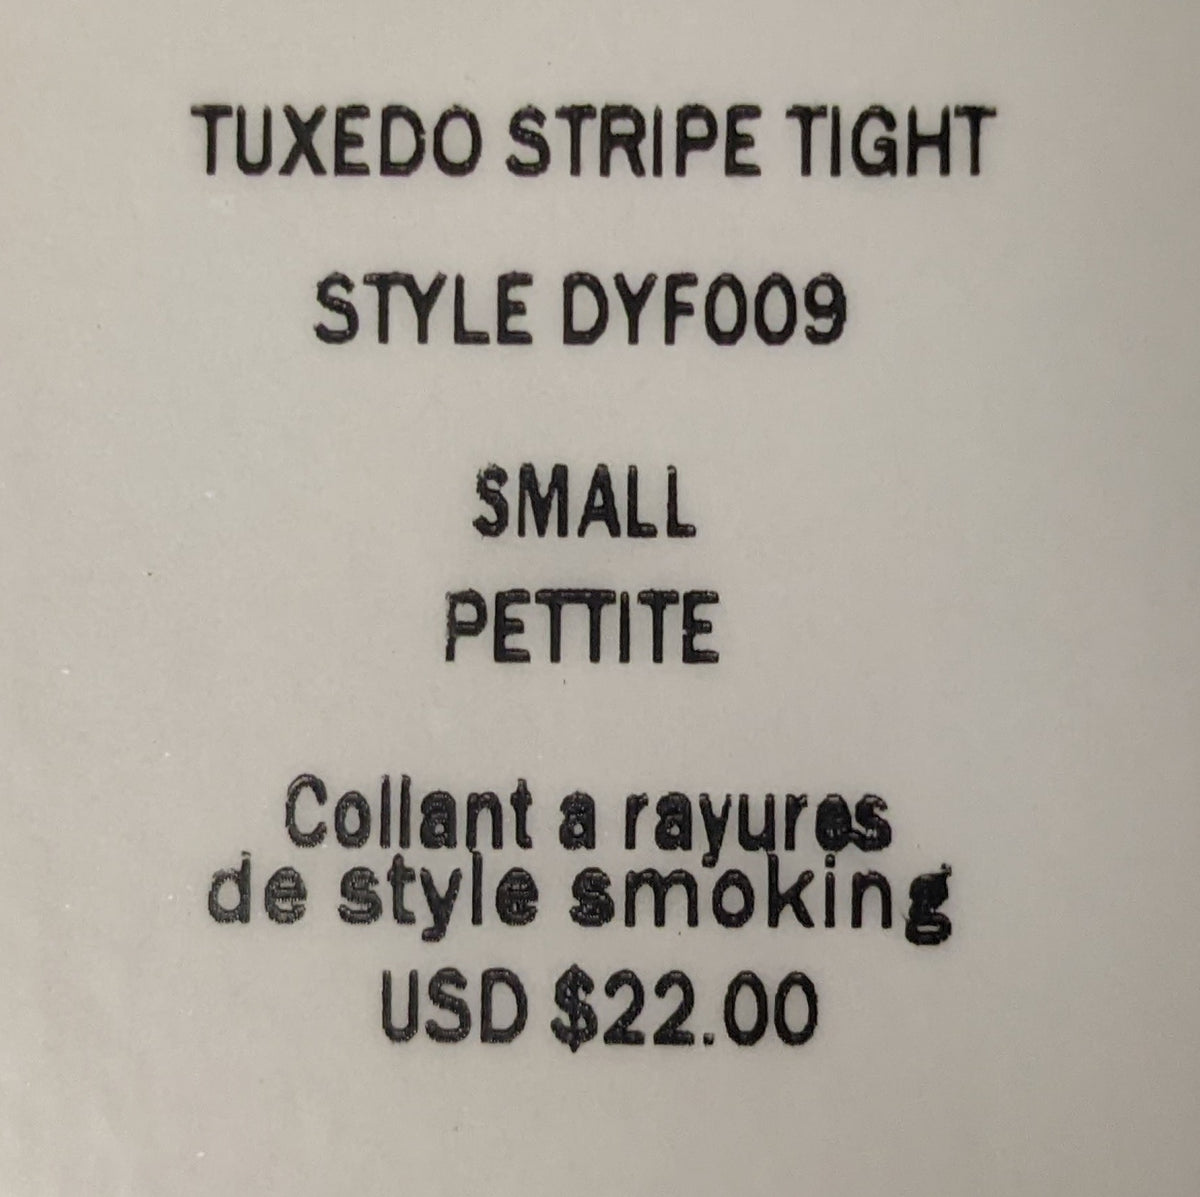 TUXEDO STRIPE TIGHT
STYLE DYF009
SMALL
PETTITE
Collant a rayures
de style smoking
USD $22.00